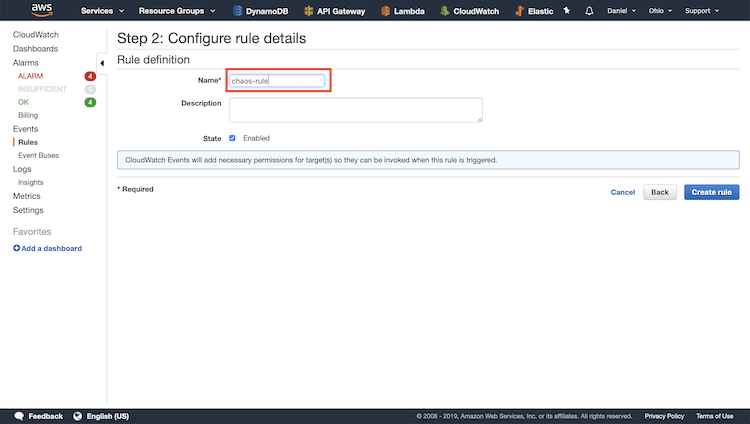 aws
Services
Resource Groups
DynamoDB
API Gateway
Lambda
CloudWatch
Elastic
Daniel
Ohio
Support
CloudWatch
Dashboards
Alarms
ALARM 4
INSUFFICIENT 0
OK 4
Billing
Events
Rules
Event Buses
Logs
Insights
Metrics
Settings
Favorites
Add a dashboard
Step 2: Configure rule details
Rule definition
Name* chaos-rule
Description
State Enabled
CloudWatch Events will add necessary permissions for target(s) so they can be invoked when this rule is triggered.
* Required
Cancel
Back
Create rule
Feedback
English (US)
© 2008 - 2019, Amazon Web Services, Inc. or its affiliates. All rights reserved.
Privacy Policy
Terms of Use